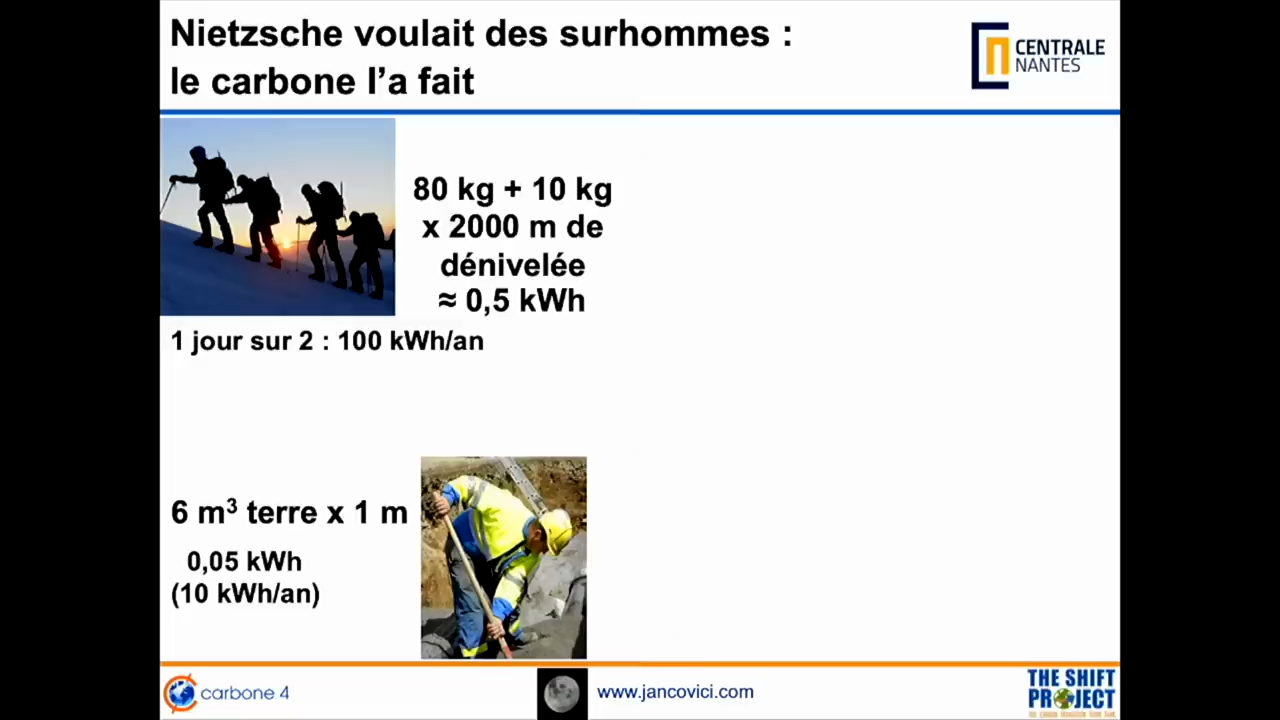 Nietzsche voulait des surhommes :
le carbone l’a fait
CENTRALE
NANTES
80 kg + 10 kg
x 2000 m de
dénivelée
≈ 0,5 kWh
1 jour sur 2 : 100 kWh/an
6 m³ terre x 1 m
0,05 kWh
(10 kWh/an)
carbone 4
www.jancovici.com
THE SHIFT
PROJECT